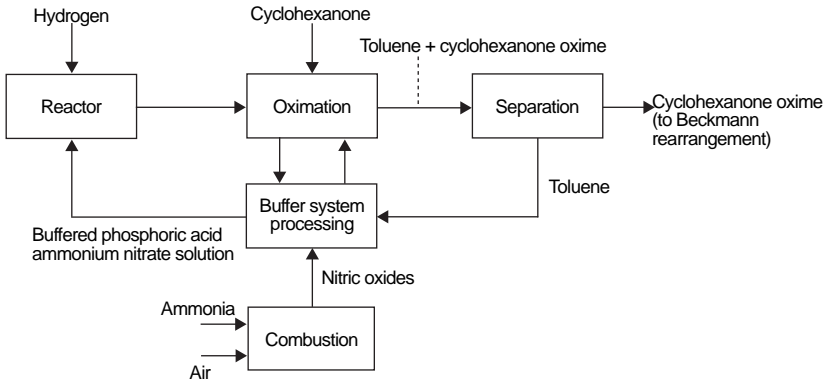 Hydrogen
Cyclohexanone
Toluene + cyclohexanone oxime
Reactor
Oximation
Separation
Cyclohexanone oxime
(to Beckmann
rearrangement)
Toluene
Buffer system
processing
Buffered phosphoric acid
ammonium nitrate solution
Nitric oxides
Ammonia
Combustion
Air